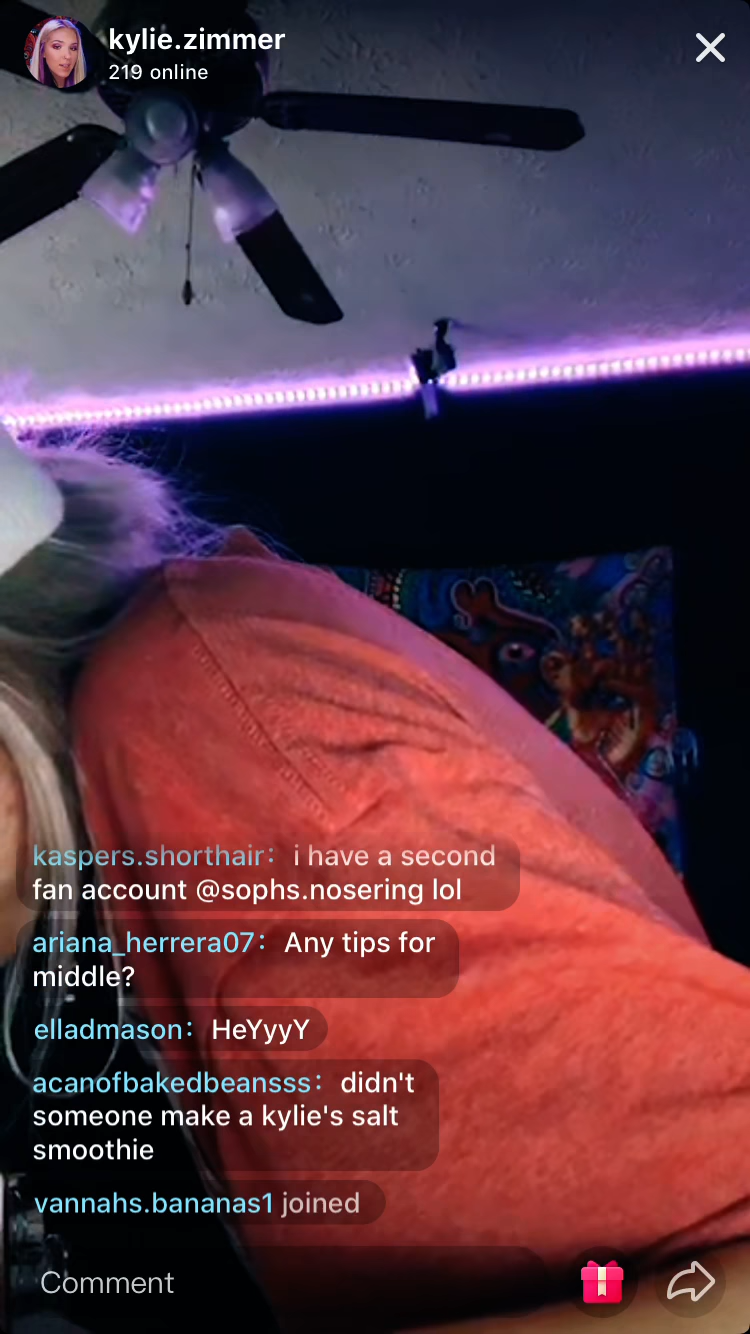 kylie.zimmer
219 online
kaspers.shorthair: i have a second
fan account @sophs.nosering lol
ariana_herrera07: Any tips for
middle?
elladmason: HeYyyY
acanofbakedbeansss: didn't
someone make a kylie's salt
smoothie
vannahs.bananas1 joined
Comment